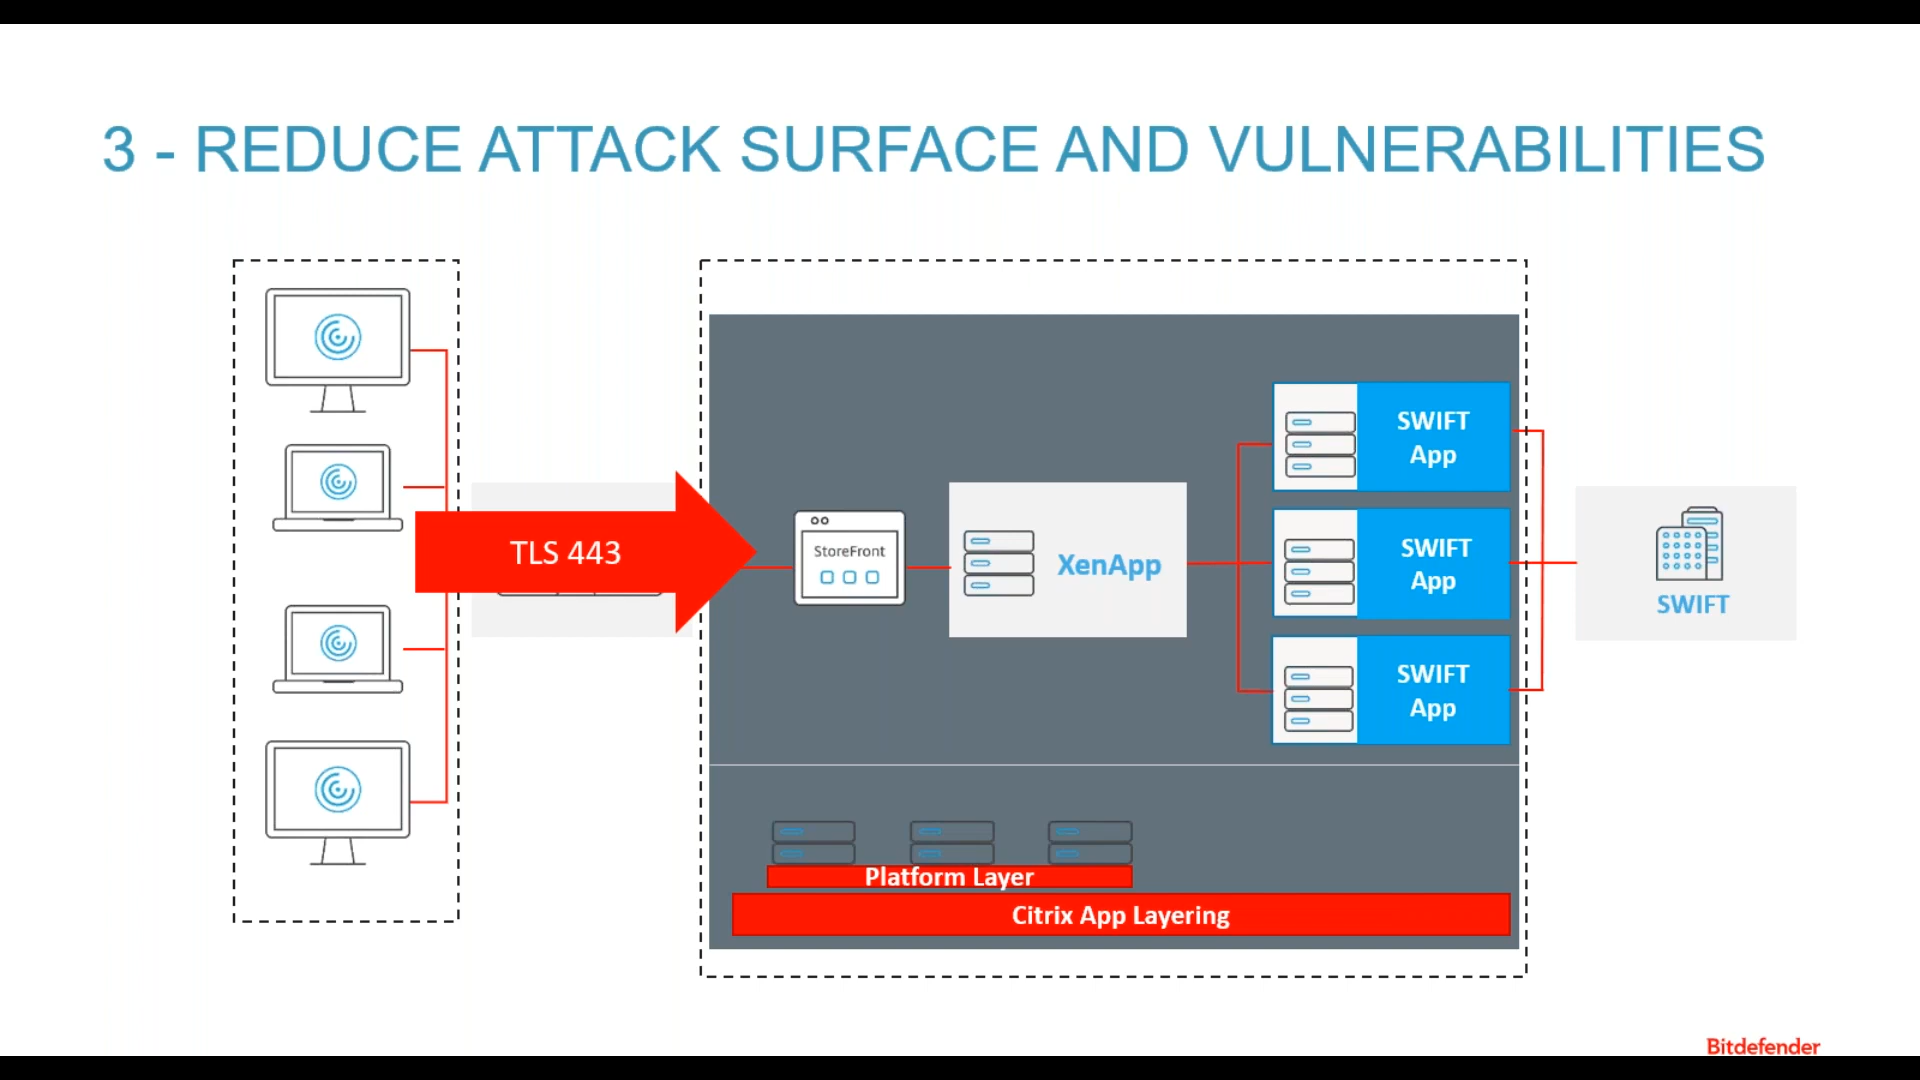 3 - REDUCE ATTACK SURFACE AND VULNERABILITIES
TLS 443
StoreFront
XenApp
SWIFT
App
SWIFT
App
SWIFT
App
SWIFT
Platform Layer
Citrix App Layering
Bitdefender